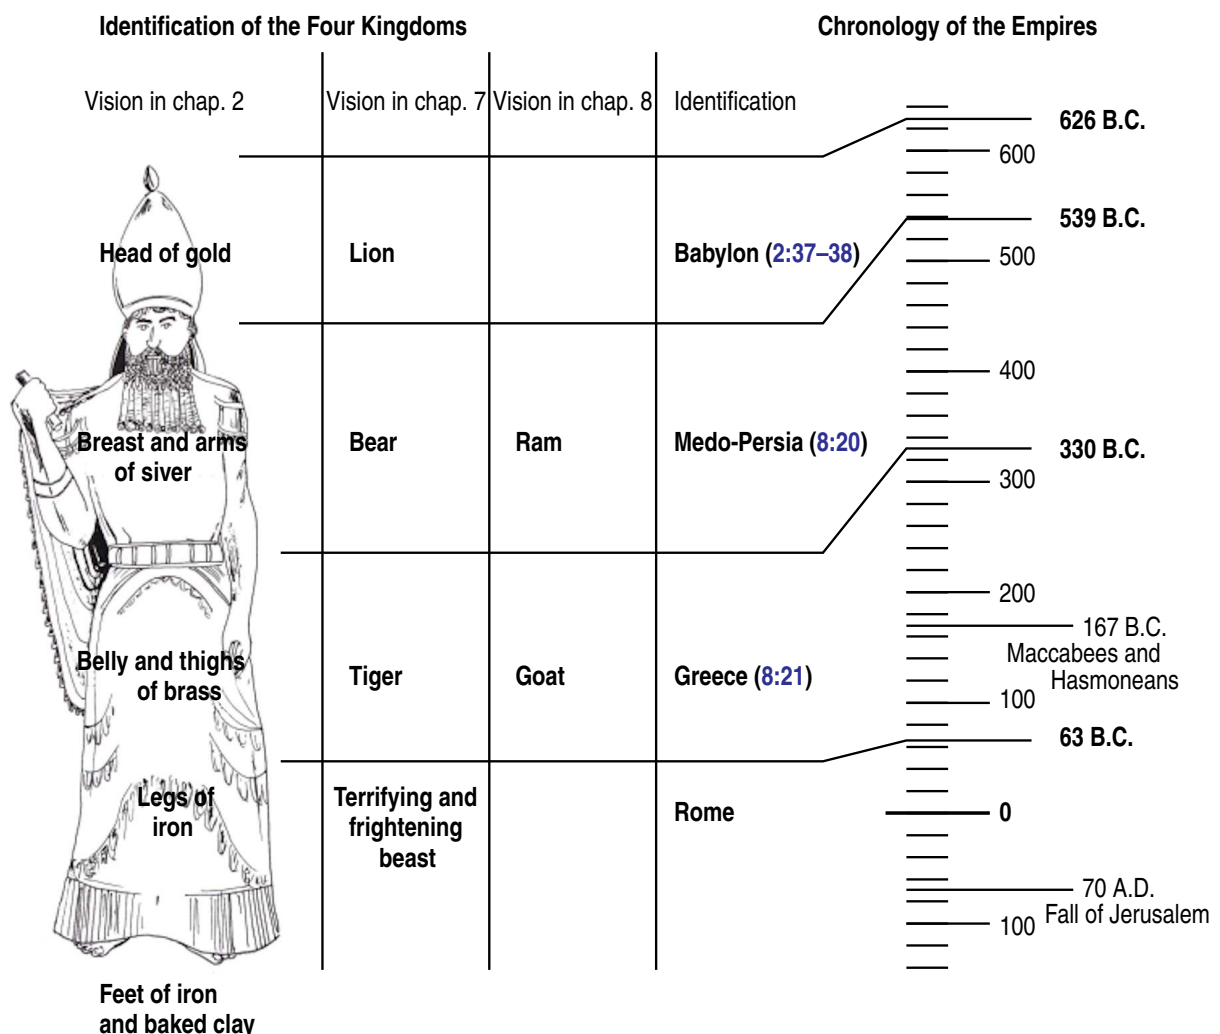 Identification of the Four Kingdoms
Chronology of the Empires
Vision in chap. 2
Vision in chap. 7
Vision in chap. 8
Identification
626 B.C.
600
Head of gold
Lion
Babylon (2:37–38)
539 B.C.
500
400
Breast and arms
of siver
Bear
Ram
Medo-Persia (8:20)
330 B.C.
300
200
167 B.C.
Maccabees and
Hasmoneans
Belly and thighs
of brass
Tiger
Goat
Greece (8:21)
100
63 B.C.
Legs of
iron
Terrifying and
frightening
beast
Rome
0
70 A.D.
Fall of Jerusalem
100
Feet of iron
and baked clay